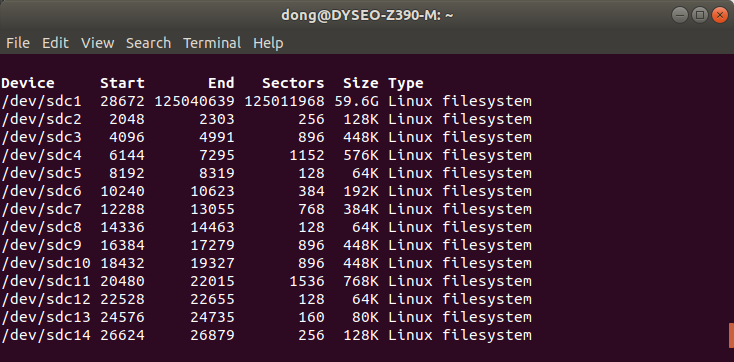 dong@DYSEO-Z390-M: ~
File Edit View Search Terminal Help
Device Start End Sectors Size Type
/dev/sdc1 28672 125040639 125011968 59.6G Linux filesystem
/dev/sdc2 2048 2303 256 128K Linux filesystem
/dev/sdc3 4096 4991 896 448K Linux filesystem
/dev/sdc4 6144 7295 1152 576K Linux filesystem
/dev/sdc5 8192 8319 128 64K Linux filesystem
/dev/sdc6 10240 10623 384 192K Linux filesystem
/dev/sdc7 12288 13055 768 384K Linux filesystem
/dev/sdc8 14336 14463 128 64K Linux filesystem
/dev/sdc9 16384 17279 896 448K Linux filesystem
/dev/sdc10 18432 19327 896 448K Linux filesystem
/dev/sdc11 20480 22015 1536 768K Linux filesystem
/dev/sdc12 22528 22655 128 64K Linux filesystem
/dev/sdc13 24576 24735 160 80K Linux filesystem
/dev/sdc14 26624 26879 256 128K Linux filesystem